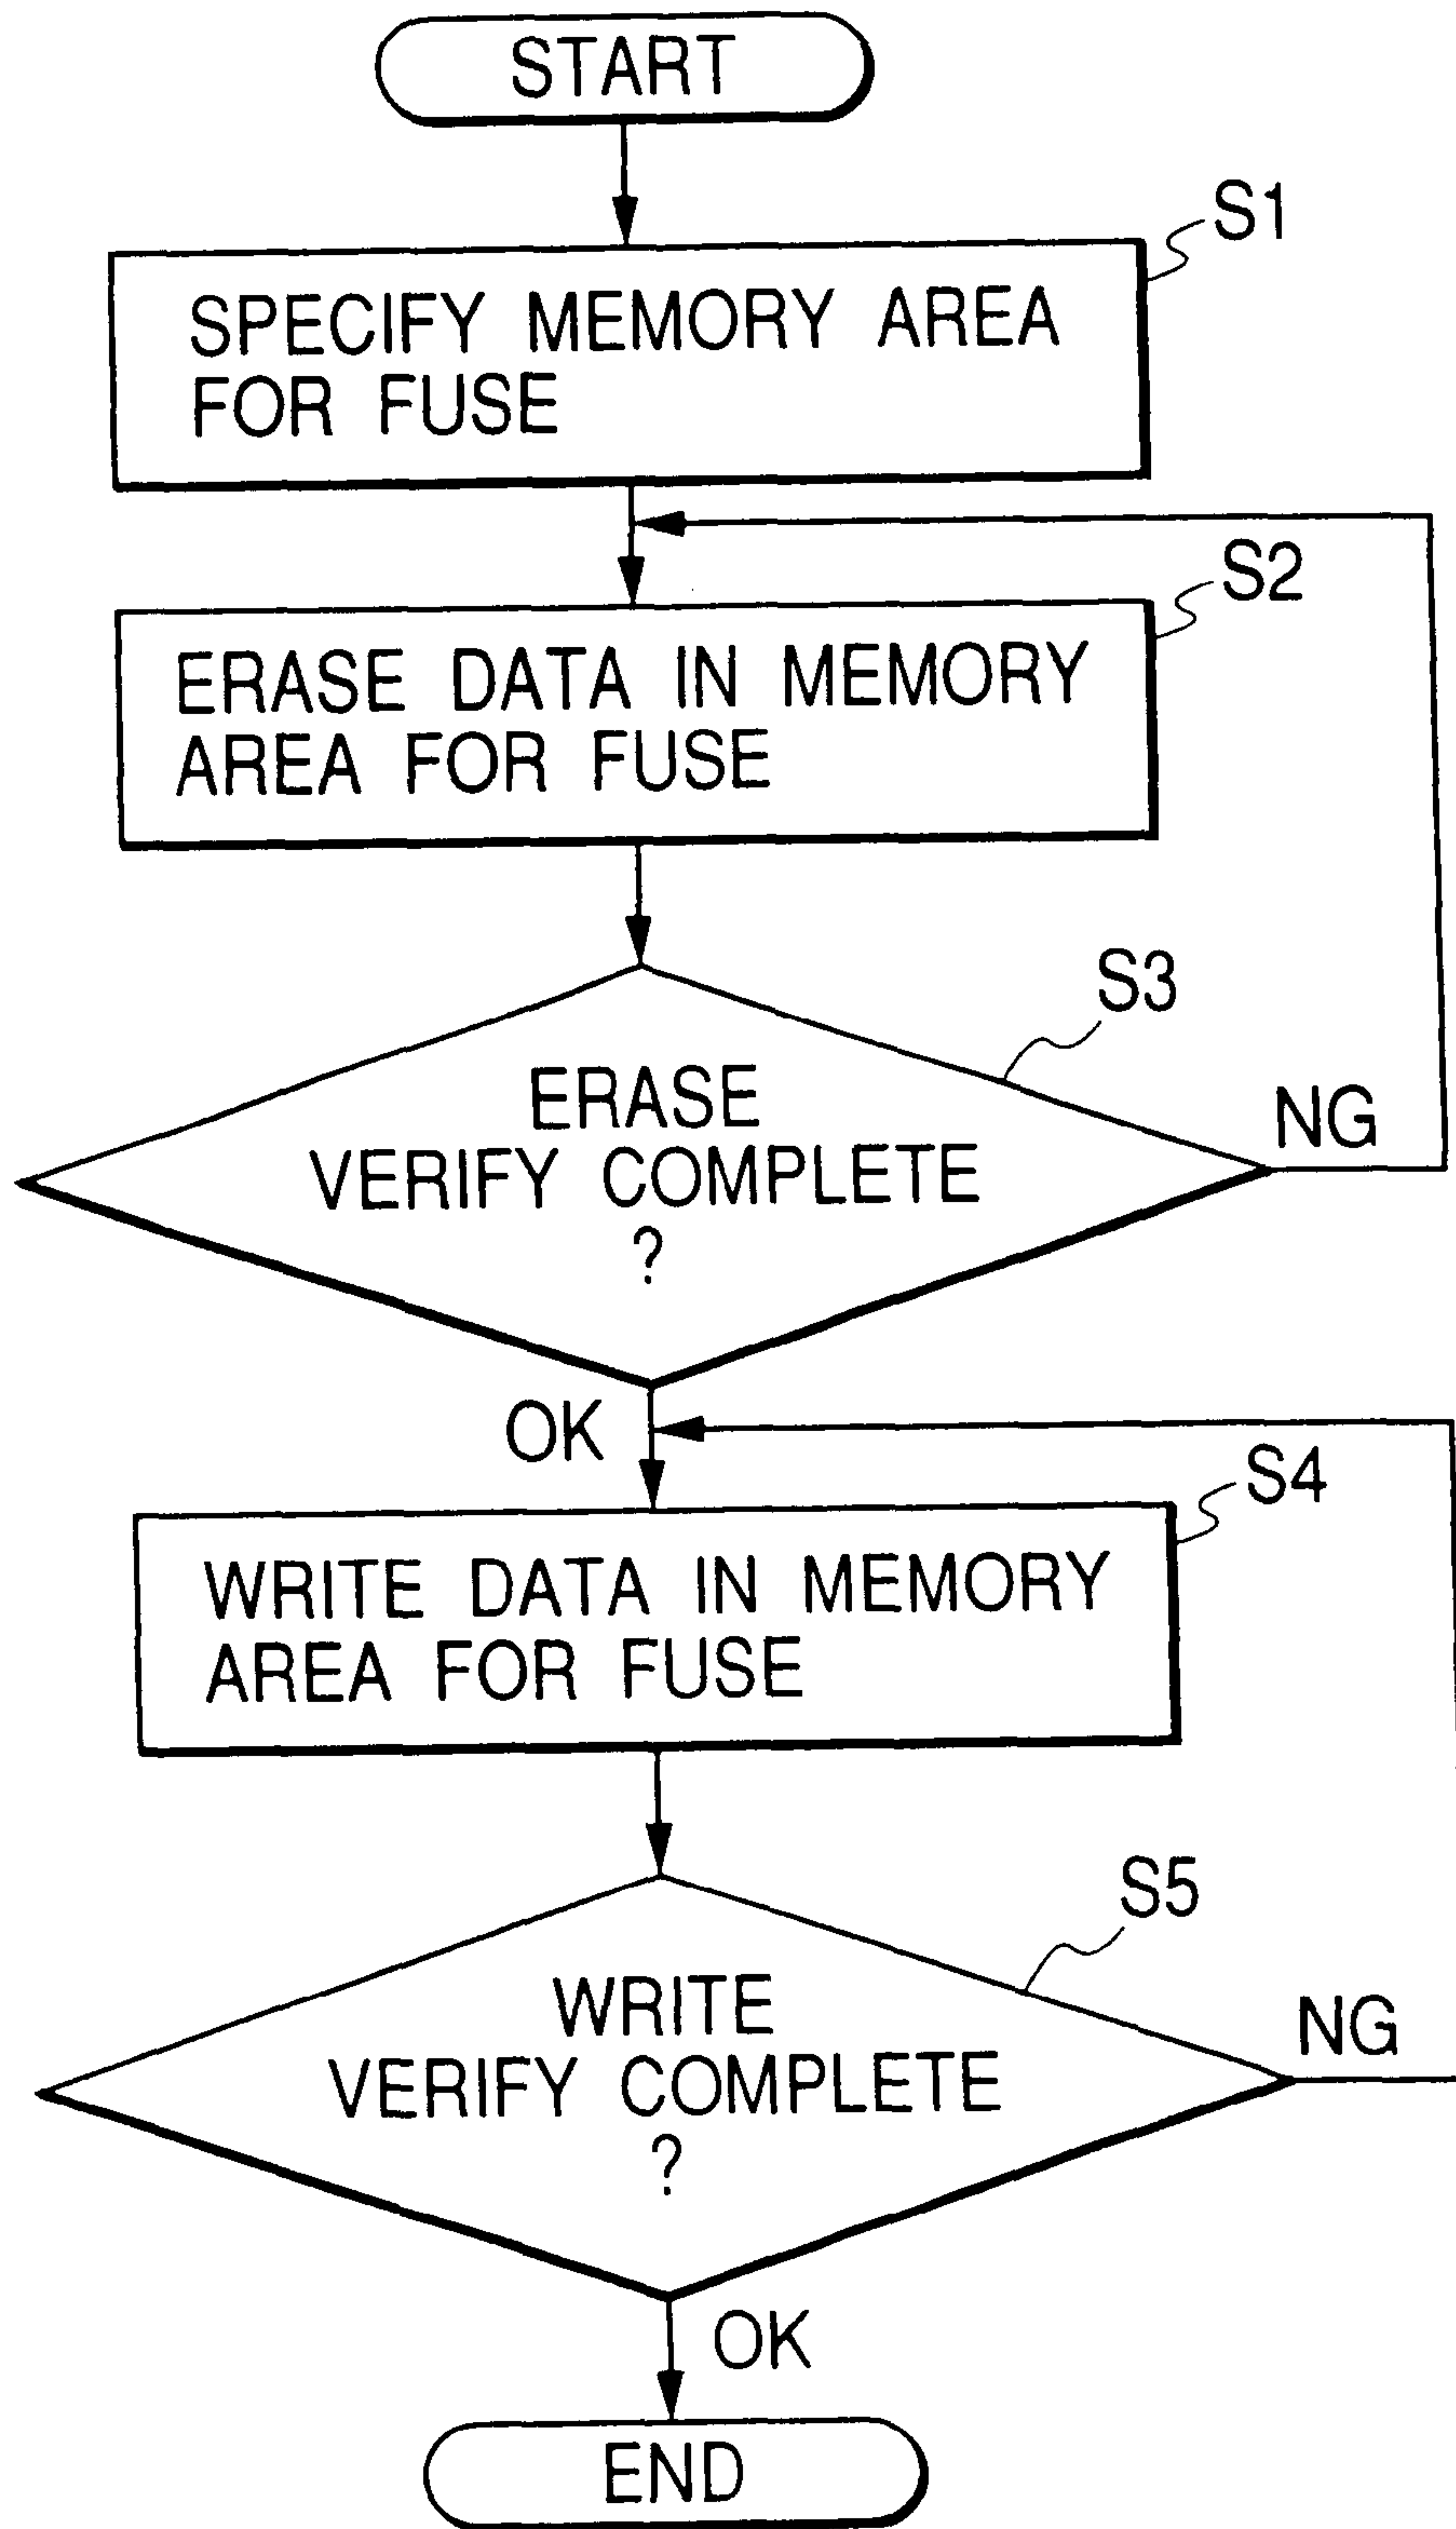 START
S1
SPECIFY MEMORY AREA
FOR FUSE
S2
ERASE DATA IN MEMORY
AREA FOR FUSE
S3
ERASE
VERIFY COMPLETE
?
NG
OK
S4
WRITE DATA IN MEMORY
AREA FOR FUSE
S5
WRITE
VERIFY COMPLETE
?
NG
OK
END